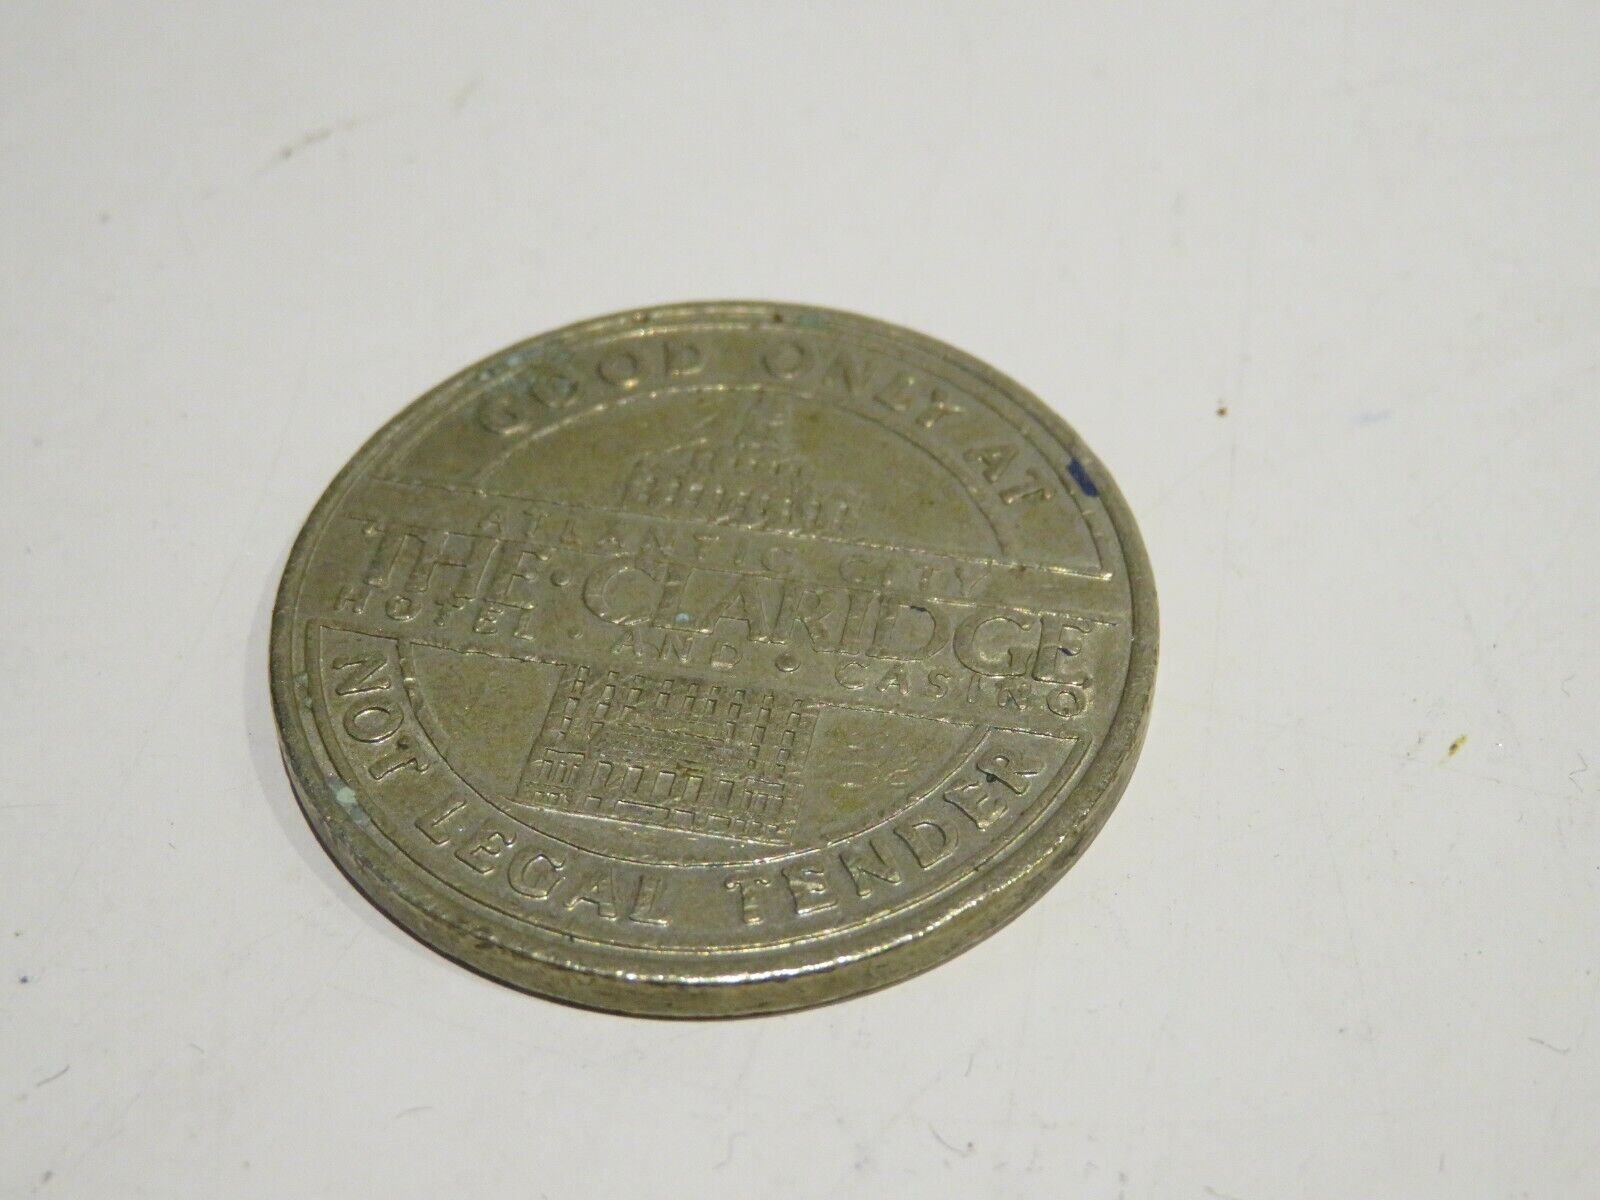 GOOD ONLY AT
ATLANTIC CITY
THE • CLARIDGE
HOTEL • AND • CASINO
NOT LEGAL TENDER